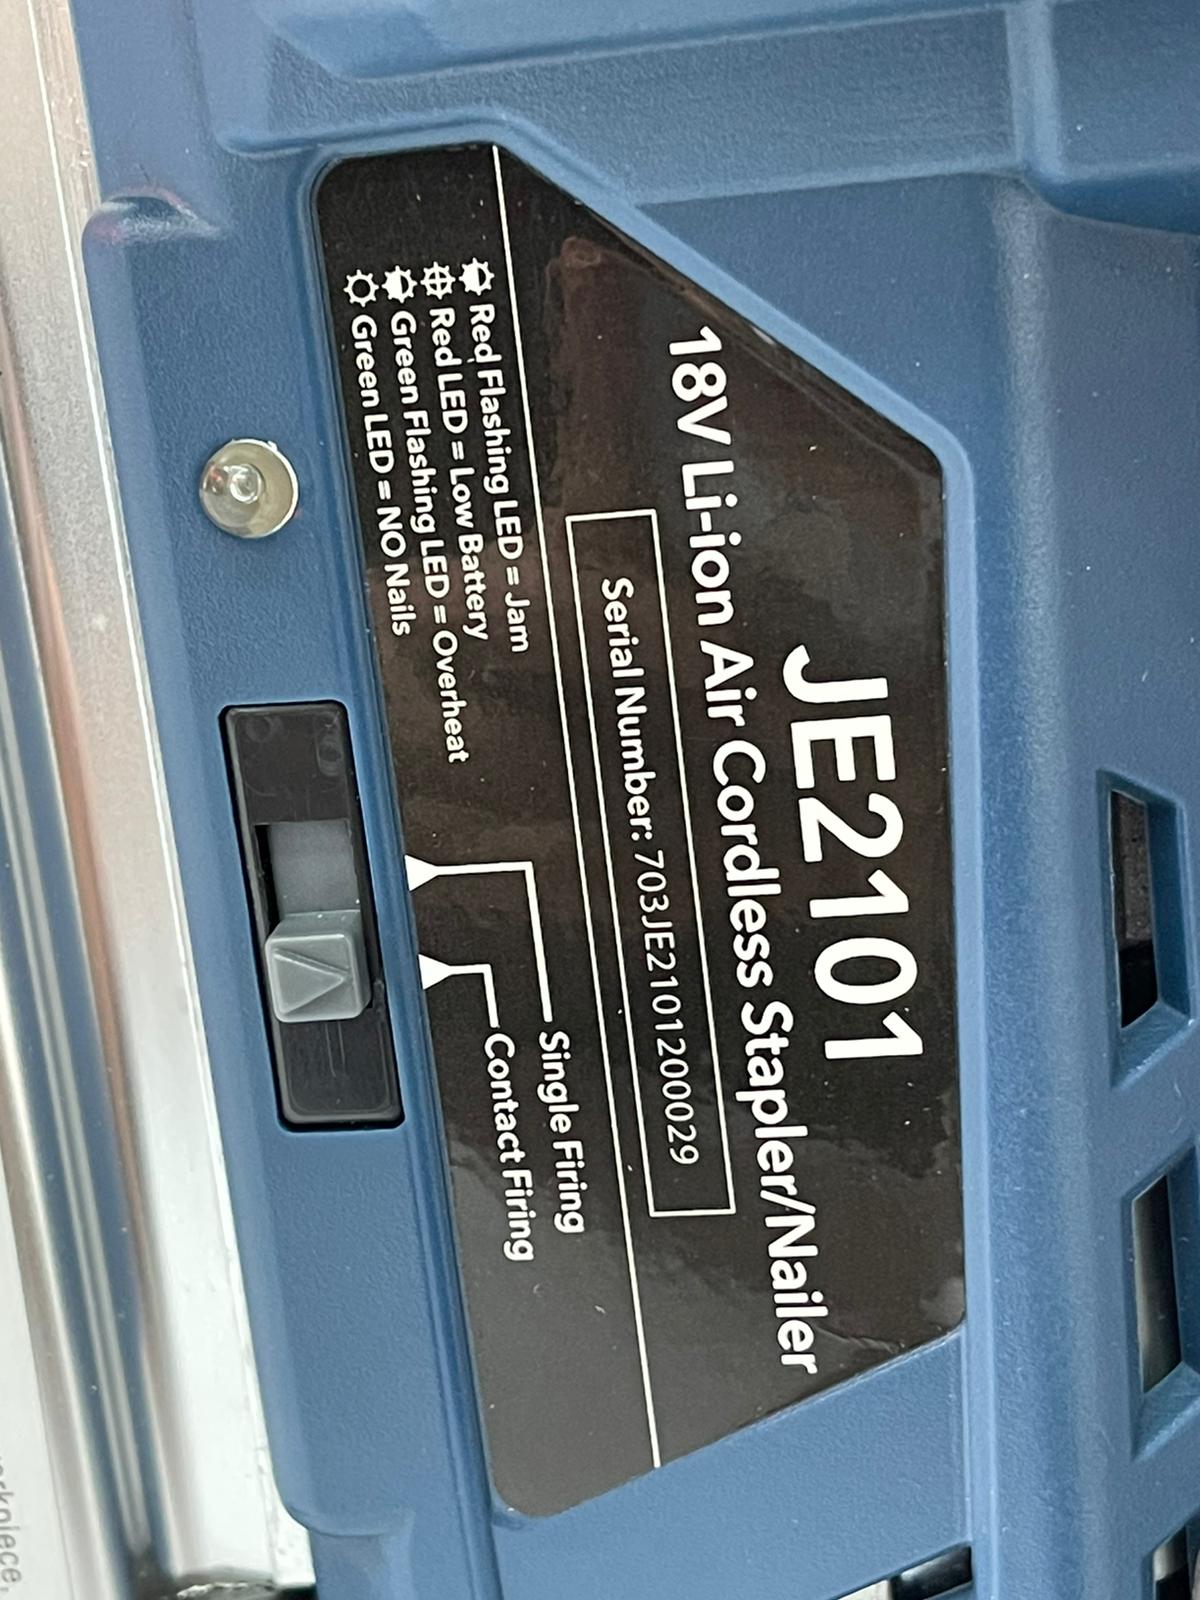 JE2101
18V Li-ion Air Cordless Stapler/Nailer
Serial Number: 703JE2101200029
Red Flashing LED = Jam
Red LED = Low Battery
Green Flashing LED = Overheat
Green LED = NO Nails
Single Firing
Contact Firing